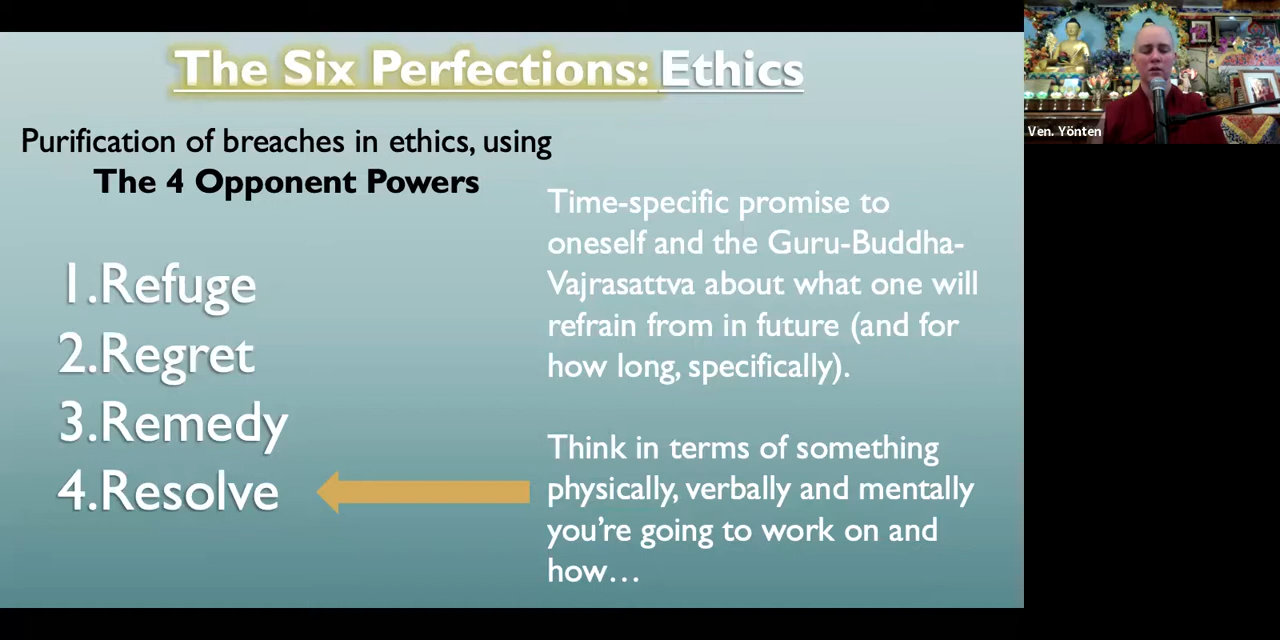 The Six Perfections: Ethics
Purification of breaches in ethics, using
The 4 Opponent Powers
1.Refuge
2.Regret
3.Remedy
4.Resolve
Time-specific promise to
oneself and the Guru-Buddha-
Vajrasattva about what one will
refrain from in future (and for
how long, specifically).
Think in terms of something
physically, verbally and mentally
you're going to work on and
how…
Ven. Yönten